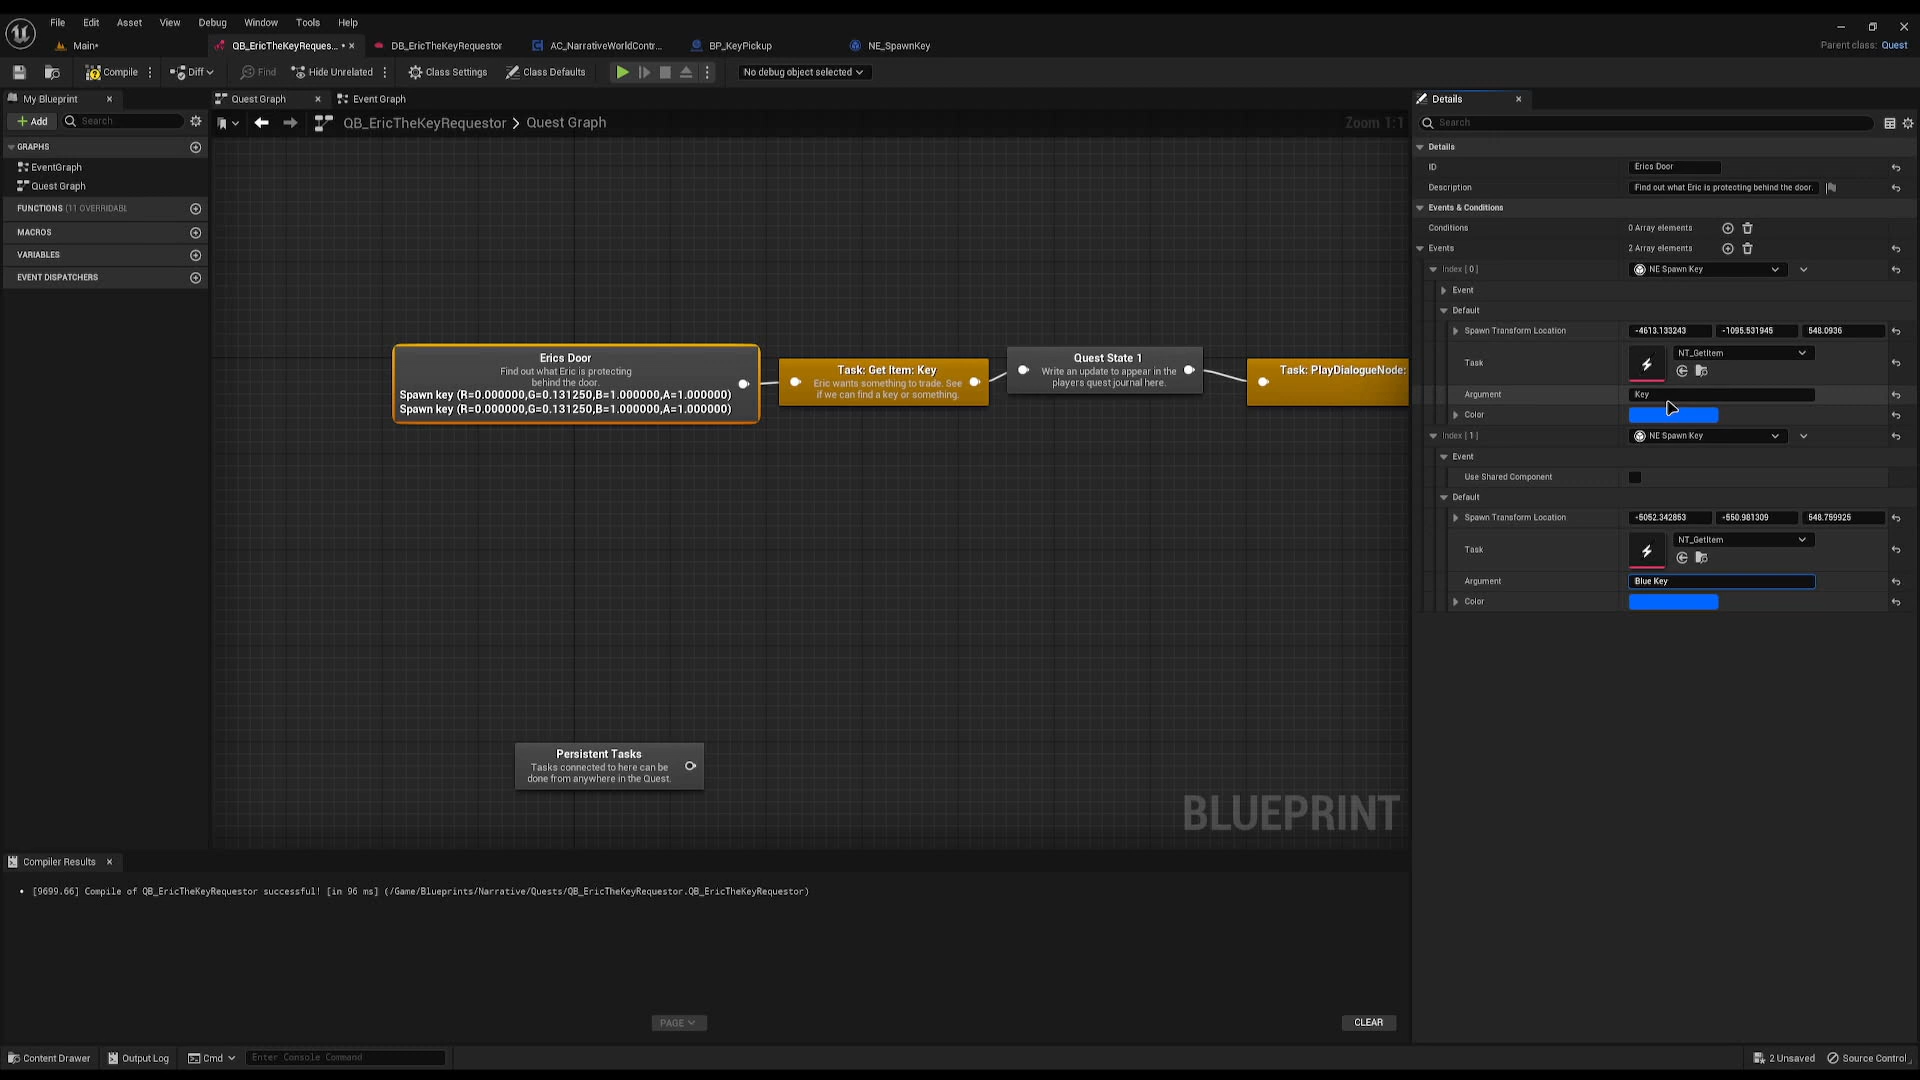 File Edit Asset View Debug Window Tools Help
Main* QB_EricTheKeyReques... • DB_EricTheKeyRequestor AC_NarrativeWorldContr... BP_KeyPickup NE_SpawnKey Parent class: Quest
Compile Diff Find Hide Unrelated Class Settings Class Defaults No debug object selected
My Blueprint Quest Graph Event Graph Details
Add Search QB_EricTheKeyRequestor > Quest Graph Zoom 1:1 Search
GRAPHS
EventGraph
Quest Graph
FUNCTIONS (11 OVERRIDABL
MACROS
VARIABLES
EVENT DISPATCHERS
Erics Door
Find out what Eric is protecting
behind the door.
Spawn key (R=0.000000,G=0.131250,B=1.000000,A=1.000000)
Spawn key (R=0.000000,G=0.131250,B=1.000000,A=1.000000)
Task: Get Item: Key
Eric wants something to trade. See
if we can find a key or something.
Quest State 1
Write an update to appear in the
players quest journal here.
Task: PlayDialogueNode:
Persistent Tasks
Tasks connected to here can be
done from anywhere in the Quest.
BLUEPRINT
Details
ID Erics Door
Description Find out what Eric is protecting behind the door.
Events & Conditions
Conditions 0 Array elements
Events 2 Array elements
Index [ 0 ] NE Spawn Key
Event
Default
Spawn Transform Location -4613.133243 -1095.531945 548.0936
Task NT_GetItem
Argument Key
Color
Index [ 1 ] NE Spawn Key
Event
Use Shared Component
Default
Spawn Transform Location -5052.342853 -550.981309 548.759925
Task NT_GetItem
Argument Blue Key
Color
Compiler Results
• [9699.66] Compile of QB_EricTheKeyRequestor successful! [in 96 ms] (/Game/Blueprints/Narrative/Quests/QB_EricTheKeyRequestor.QB_EricTheKeyRequestor)
PAGE CLEAR
Content Drawer Output Log Cmd Enter Console Command 2 Unsaved Source Control